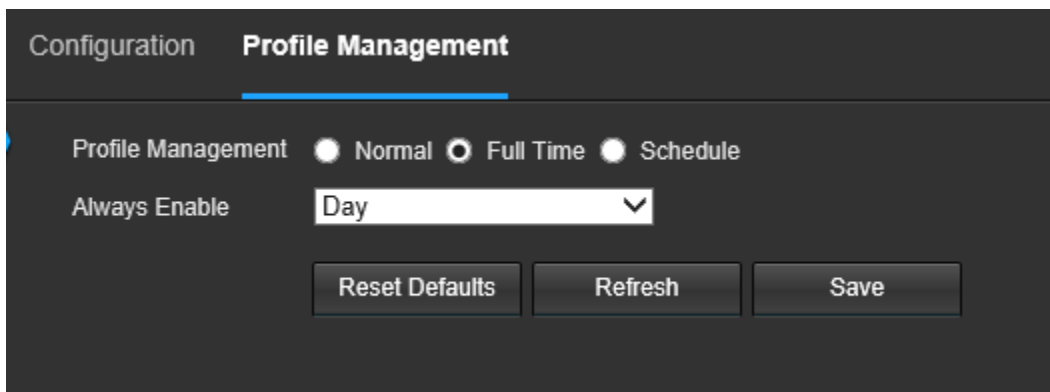 Configuration Profile Management
Profile Management Normal Full Time Schedule
Always Enable Day
Reset Defaults Refresh Save